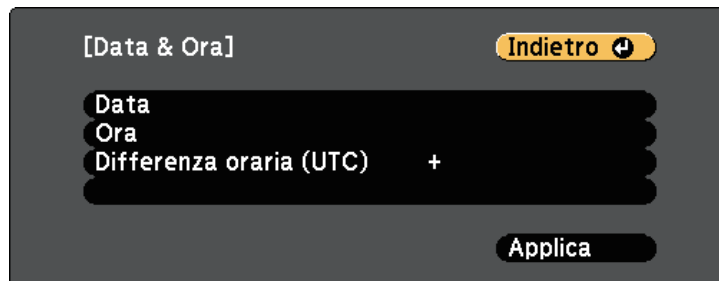 [Data & Ora] Indietro
Data
Ora
Differenza oraria (UTC) +
Applica